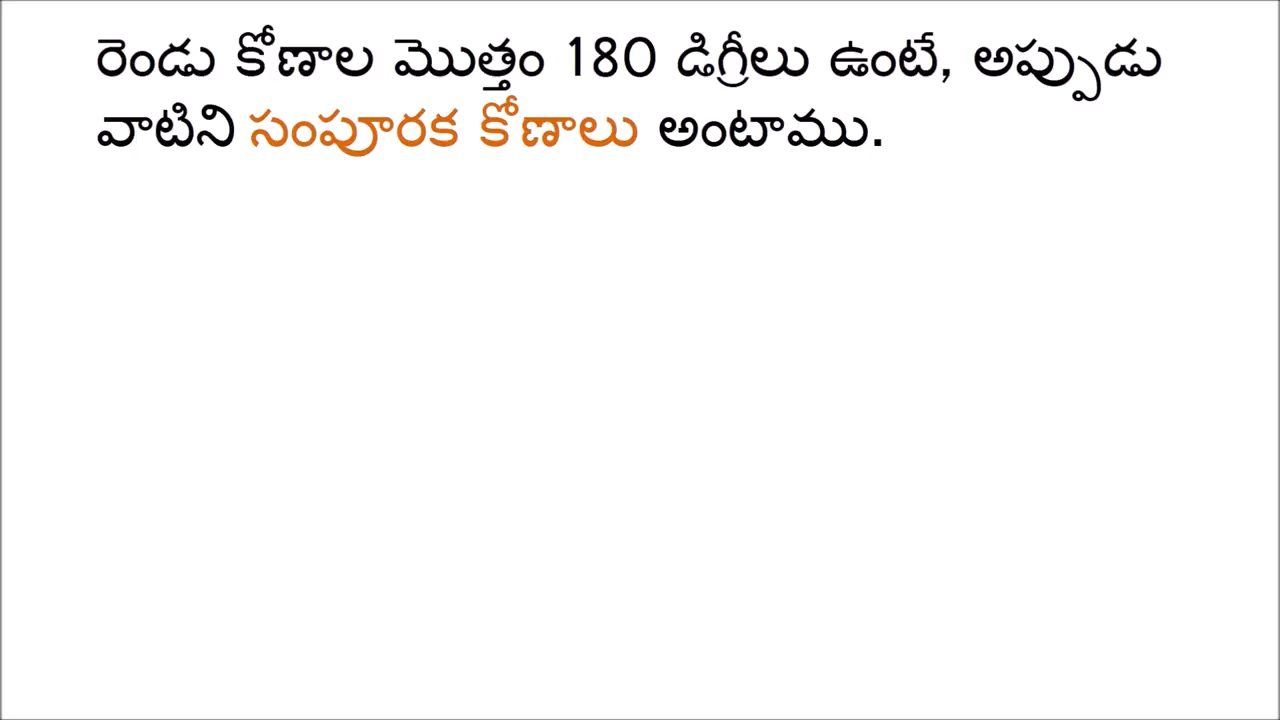 రెండు కోణాల మొత్తం 180 డిగ్రీలు ఉంటే, అప్పుడు
వాటిని సంపూరక కోణాలు అంటాము.